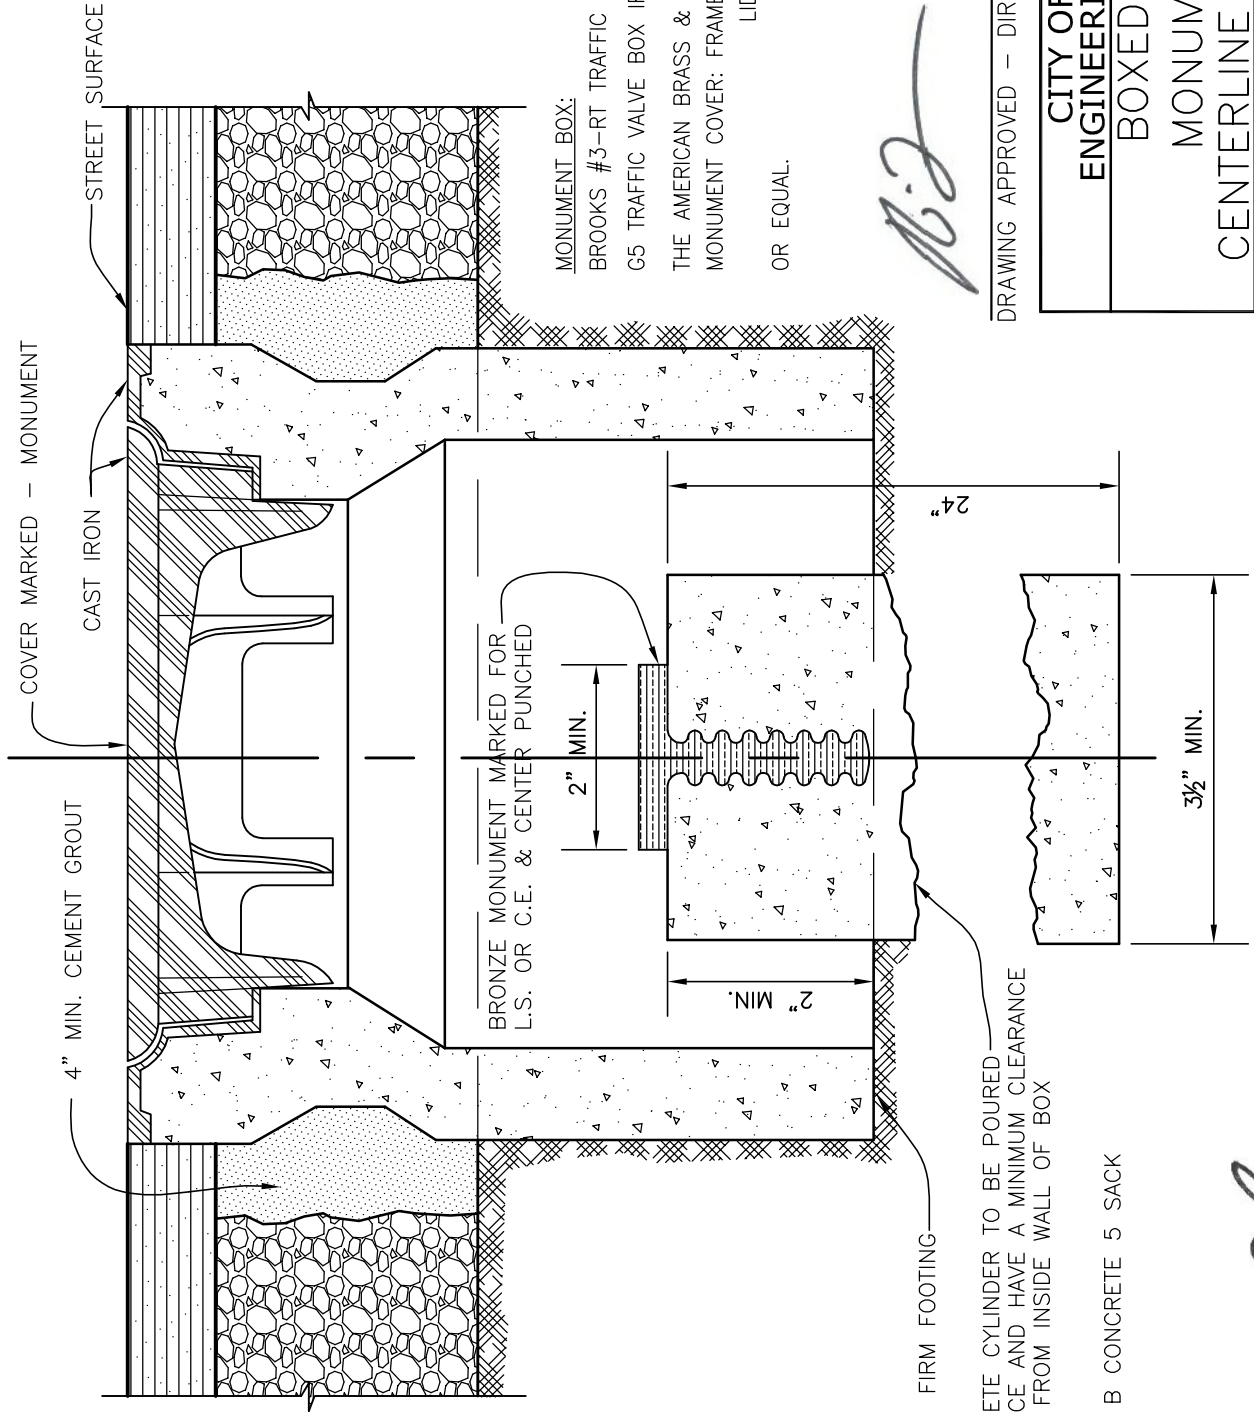 COVER MARKED - MONUMENT
CAST IRON
STREET SURFACE
4" MIN. CEMENT GROUT
BRONZE MONUMENT MARKED FOR
L.S. OR C.E. & CENTER PUNCHED
2" MIN.
2" MIN.
24"
3½" MIN.
FIRM FOOTING
ETE CYLINDER TO BE POURED
CE AND HAVE A MINIMUM CLEARANCE
FROM INSIDE WALL OF BOX
B CONCRETE 5 SACK
MONUMENT BOX:
BROOKS #3-RT TRAFFIC
G5 TRAFFIC VALVE BOX
THE AMERICAN BRASS &
MONUMENT COVER: FRAME
LID
OR EQUAL.
DRAWING APPROVED - DIR
CITY OF
ENGINEERI
BOXED
MONUM
CENTERLINE